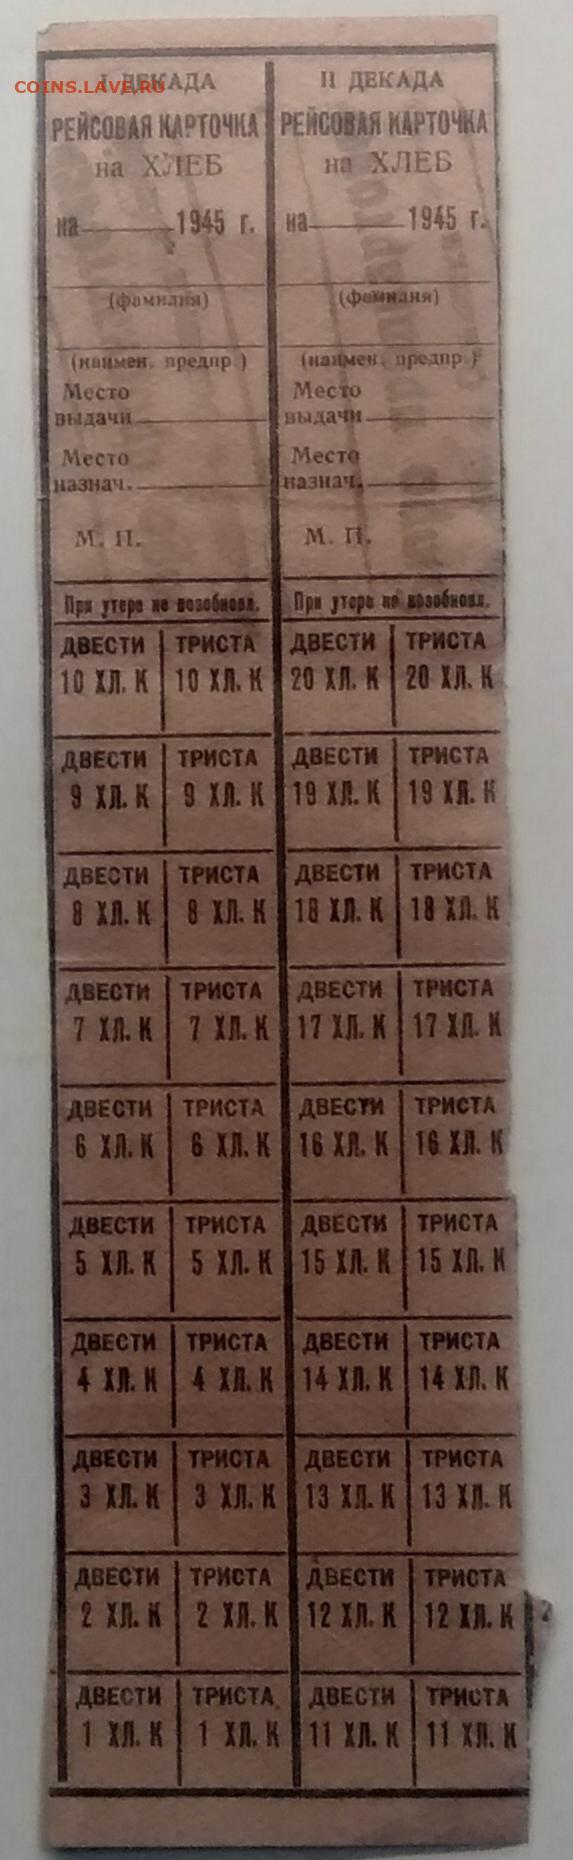 COINS.LAVE.RU
I ДЕКАДА
РЕЙСОВАЯ КАРТОЧКА
на ХЛЕБ
на 1945 г.
(фамилия)
(наимен. предпр.)
Место
выдачи
Место
назнач.
М. П.
При утере не возобновл.
ДВЕСТИ ТРИСТА
10 ХЛ. К 10 ХЛ. К
ДВЕСТИ ТРИСТА
9 ХЛ. К 9 ХЛ. К
ДВЕСТИ ТРИСТА
8 ХЛ. К 8 ХЛ. К
ДВЕСТИ ТРИСТА
7 ХЛ. К 7 ХЛ. К
ДВЕСТИ ТРИСТА
6 ХЛ. К 6 ХЛ. К
ДВЕСТИ ТРИСТА
5 ХЛ. К 5 ХЛ. К
ДВЕСТИ ТРИСТА
4 ХЛ. К 4 ХЛ. К
ДВЕСТИ ТРИСТА
3 ХЛ. К 3 ХЛ. К
ДВЕСТИ ТРИСТА
2 ХЛ. К 2 ХЛ. К
ДВЕСТИ ТРИСТА
1 ХЛ. К 1 ХЛ. К
II ДЕКАДА
РЕЙСОВАЯ КАРТОЧКА
на ХЛЕБ
на 1945 г.
(фамилия)
(наимен. предпр.)
Место
выдачи
Место
назнач.
М. П.
При утере не возобновл.
ДВЕСТИ ТРИСТА
20 ХЛ. К 20 ХЛ. К
ДВЕСТИ ТРИСТА
19 ХЛ. К 19 ХЛ. К
ДВЕСТИ ТРИСТА
18 ХЛ. К 18 ХЛ. К
ДВЕСТИ ТРИСТА
17 ХЛ. К 17 ХЛ. К
ДВЕСТИ ТРИСТА
16 ХЛ. К 16 ХЛ. К
ДВЕСТИ ТРИСТА
15 ХЛ. К 15 ХЛ. К
ДВЕСТИ ТРИСТА
14 ХЛ. К 14 ХЛ. К
ДВЕСТИ ТРИСТА
13 ХЛ. К 13 ХЛ. К
ДВЕСТИ ТРИСТА
12 ХЛ. К 12 ХЛ. К
ДВЕСТИ ТРИСТА
11 ХЛ. К 11 ХЛ. К